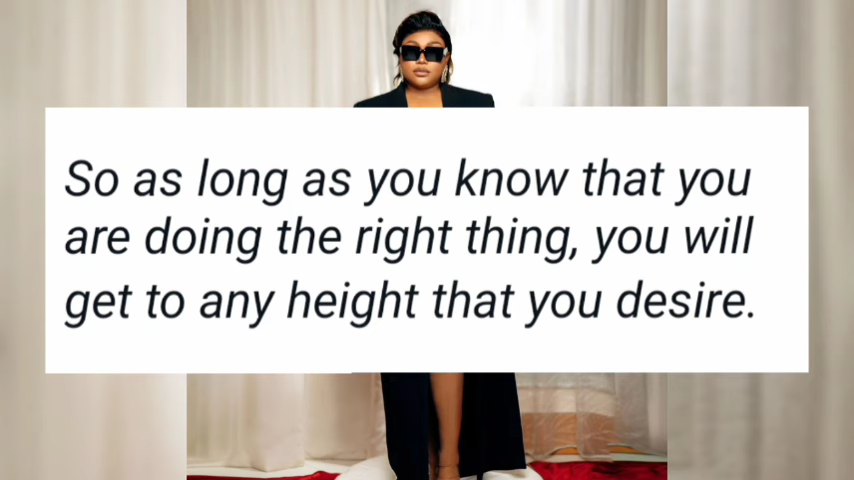 So as long as you know that you
are doing the right thing, you will
get to any height that you desire.